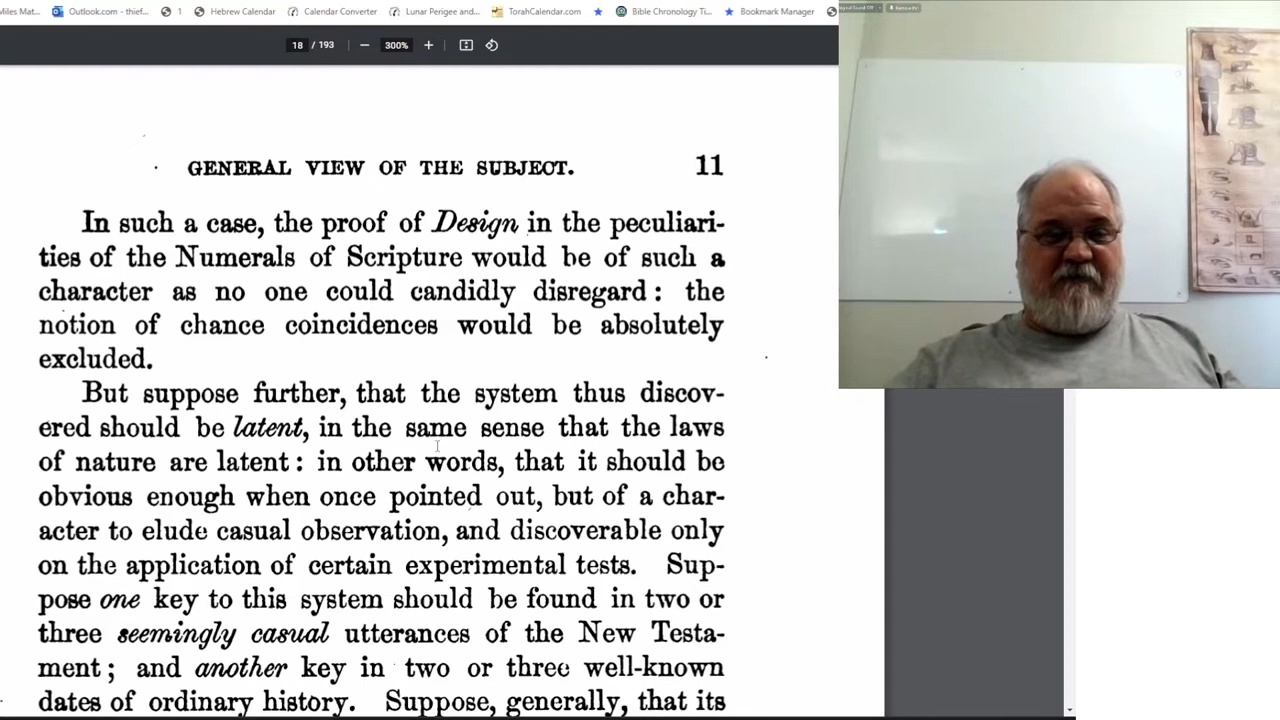 Miles Mat... Outlook.com - thief... 1 Hebrew Calendar Calendar Converter Lunar Perigee and... TorahCalendar.com Bible Chronology Ti... Bookmark Manager
18 / 193 300%
GENERAL VIEW OF THE SUBJECT. 11
In such a case, the proof of Design in the peculiari-
ties of the Numerals of Scripture would be of such a
character as no one could candidly disregard: the
notion of chance coincidences would be absolutely
excluded.
But suppose further, that the system thus discov-
ered should be latent, in the same sense that the laws
of nature are latent: in other words, that it should be
obvious enough when once pointed out, but of a char-
acter to elude casual observation, and discoverable only
on the application of certain experimental tests. Sup-
pose one key to this system should be found in two or
three seemingly casual utterances of the New Testa-
ment; and another key in two or three well-known
dates of ordinary history. Suppose, generally, that its